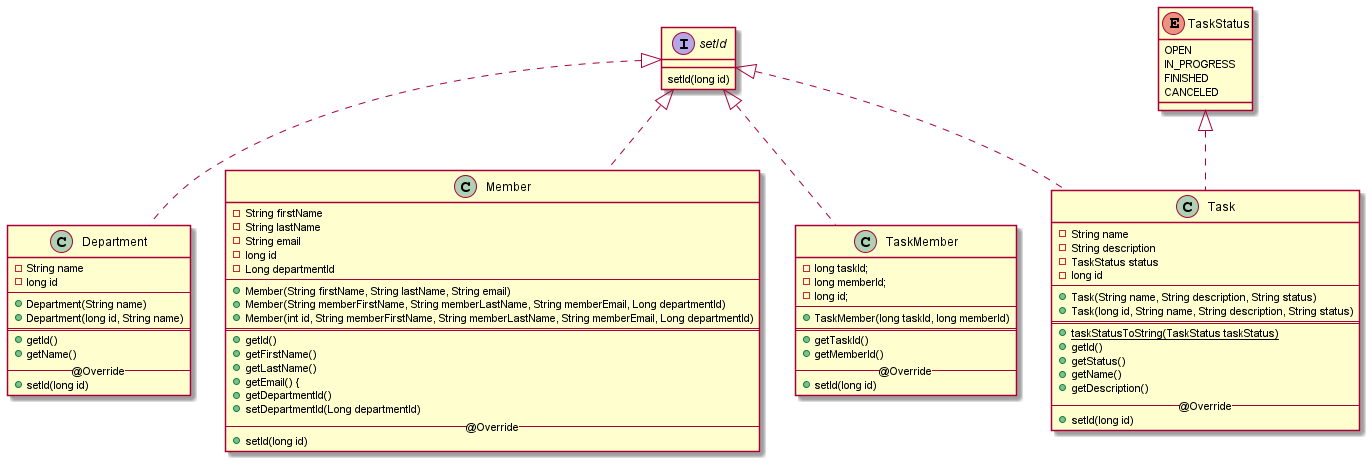 I setId
setId(long id)
E TaskStatus
OPEN
IN_PROGRESS
FINISHED
CANCELED
C Department
String name
long id
Department(String name)
Department(long id, String name)
getId()
getName()
@Override
setId(long id)
C Member
String firstName
String lastName
String email
long id
Long departmentId
Member(String firstName, String lastName, String email)
Member(String memberFirstName, String memberLastName, String memberEmail, Long departmentId)
Member(int id, String memberFirstName, String memberLastName, String memberEmail, Long departmentId)
getId()
getFirstName()
getLastName()
getEmail() {
getDepartmentId()
setDepartmentId(Long departmentId)
@Override
setId(long id)
C TaskMember
long taskId;
long memberId;
long id;
TaskMember(long taskId, long memberId)
getTaskId()
getMemberId()
@Override
setId(long id)
C Task
String name
String description
TaskStatus status
long id
Task(String name, String description, String status)
Task(long id, String name, String description, String status)
taskStatusToString(TaskStatus taskStatus)
getId()
getStatus()
getName()
getDescription()
@Override
setId(long id)